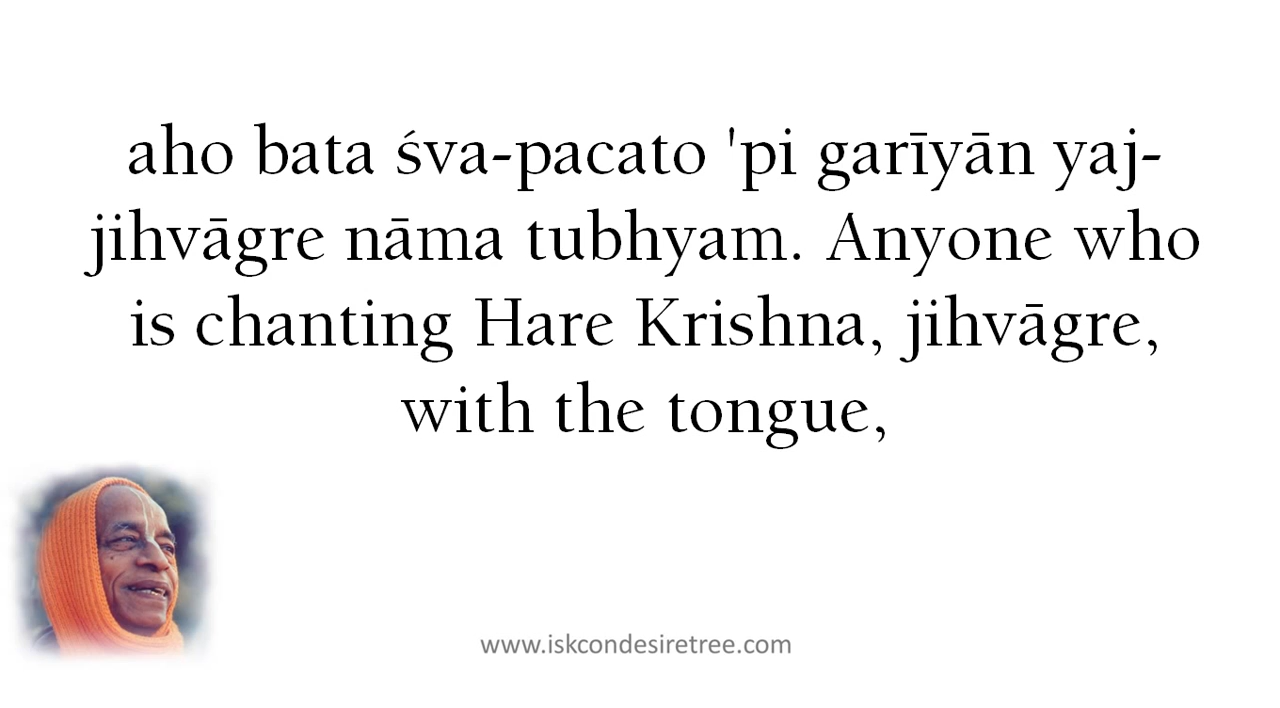 aho bata śva-pacato 'pi garīyān yaj-
jihvāgre nāma tubhyam. Anyone who
is chanting Hare Krishna, jihvāgre,
with the tongue,
www.iskcondesiretree.com